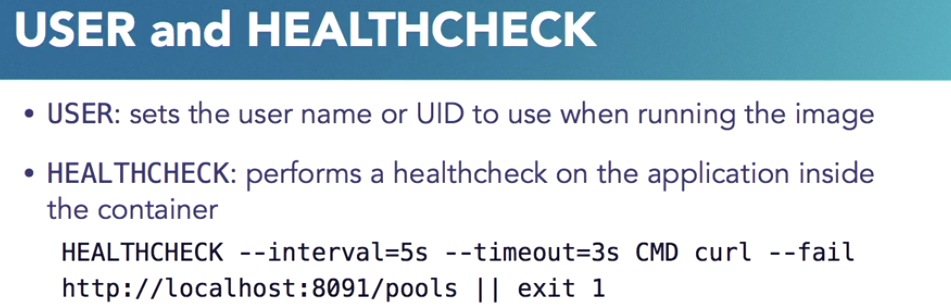 USER and HEALTHCHECK
• USER: sets the user name or UID to use when running the image
• HEALTHCHECK: performs a healthcheck on the application inside
the container
HEALTHCHECK --interval=5s --timeout=3s CMD curl --fail
http://localhost:8091/pools || exit 1